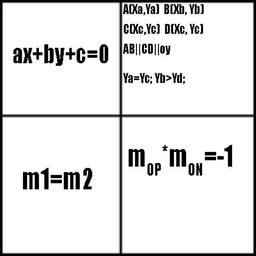 ax+by+c=0
A(Xa,Ya) B(Xb, Yb)
C(Xc,Yc) D(Xc, Yc)
AB||CD||oy
Ya=Yc; Yb>Yd;
m1=m2
mOP*mON=-1